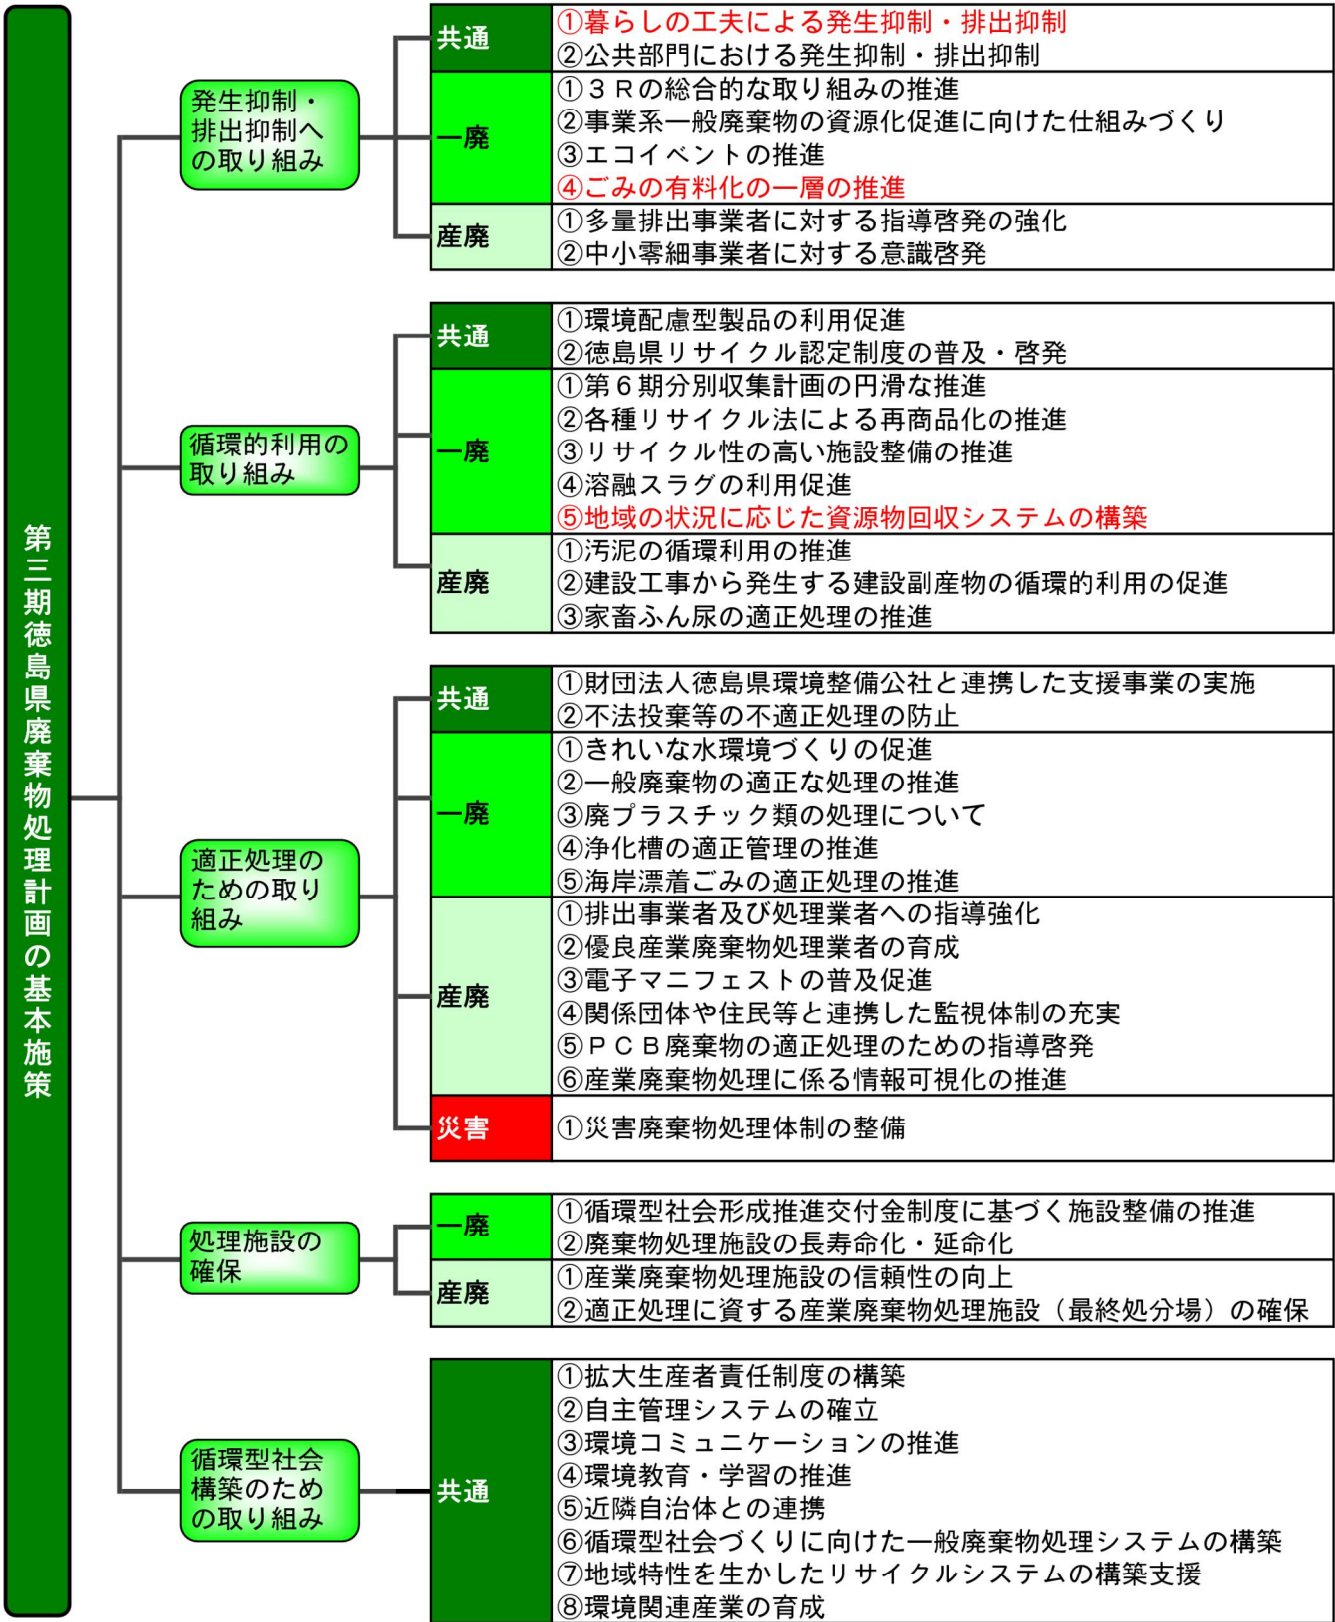 第三期徳島県廃棄物処理計画の基本施策
発生抑制・
排出抑制へ
の取り組み
共通
①暮らしの工夫による発生抑制・排出抑制
②公共部門における発生抑制・排出抑制
一廃
①３Ｒの総合的な取り組みの推進
②事業系一般廃棄物の資源化促進に向けた仕組みづくり
③エコイベントの推進
④ごみの有料化の一層の推進
産廃
①多量排出事業者に対する指導啓発の強化
②中小零細事業者に対する意識啓発
循環的利用の
取り組み
共通
①環境配慮型製品の利用促進
②徳島県リサイクル認定制度の普及・啓発
一廃
①第６期分別収集計画の円滑な推進
②各種リサイクル法による再商品化の推進
③リサイクル性の高い施設整備の推進
④溶融スラグの利用促進
⑤地域の状況に応じた資源物回収システムの構築
産廃
①汚泥の循環利用の推進
②建設工事から発生する建設副産物の循環的利用の促進
③家畜ふん尿の適正処理の推進
適正処理の
ための取り
組み
共通
①財団法人徳島県環境整備公社と連携した支援事業の実施
②不法投棄等の不適正処理の防止
一廃
①きれいな水環境づくりの促進
②一般廃棄物の適正な処理の推進
③廃プラスチック類の処理について
④浄化槽の適正管理の推進
⑤海岸漂着ごみの適正処理の推進
産廃
①排出事業者及び処理業者への指導強化
②優良産業廃棄物処理業者の育成
③電子マニフェストの普及促進
④関係団体や住民等と連携した監視体制の充実
⑤ＰＣＢ廃棄物の適正処理のための指導啓発
⑥産業廃棄物処理に係る情報可視化の推進
災害
①災害廃棄物処理体制の整備
処理施設の
確保
一廃
①循環型社会形成推進交付金制度に基づく施設整備の推進
②廃棄物処理施設の長寿命化・延命化
産廃
①産業廃棄物処理施設の信頼性の向上
②適正処理に資する産業廃棄物処理施設（最終処分場）の確保
循環型社会
構築のため
の取り組み
共通
①拡大生産者責任制度の構築
②自主管理システムの確立
③環境コミュニケーションの推進
④環境教育・学習の推進
⑤近隣自治体との連携
⑥循環型社会づくりに向けた一般廃棄物処理システムの構築
⑦地域特性を生かしたリサイクルシステムの構築支援
⑧環境関連産業の育成